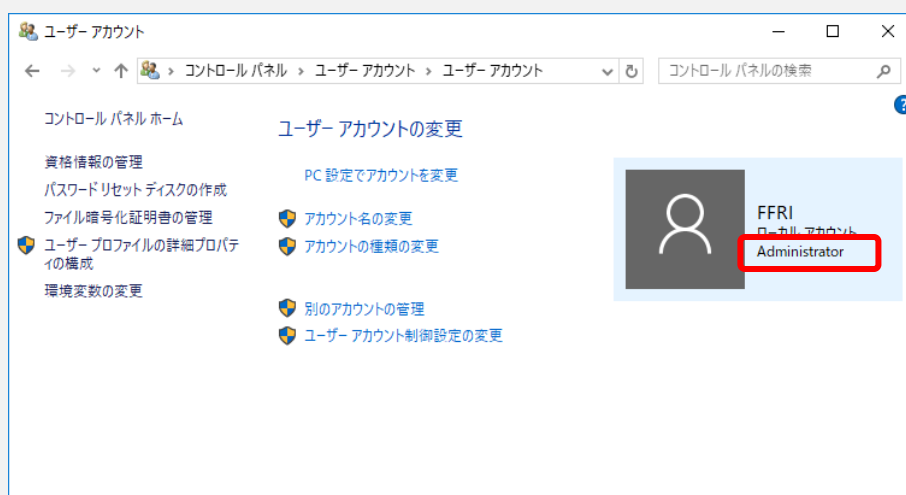 ユーザー アカウント
コントロール パネル › ユーザー アカウント › ユーザー アカウント
コントロール パネルの検索
?
コントロール パネル ホーム
資格情報の管理
パスワード リセット ディスクの作成
ファイル暗号化証明書の管理
ユーザー プロファイルの詳細プロパテ
ィの構成
環境変数の変更
ユーザー アカウントの変更
PC 設定でアカウントを変更
アカウント名の変更
アカウントの種類の変更
別のアカウントの管理
ユーザー アカウント制御設定の変更
FFRI
ローカル アカウント
Administrator